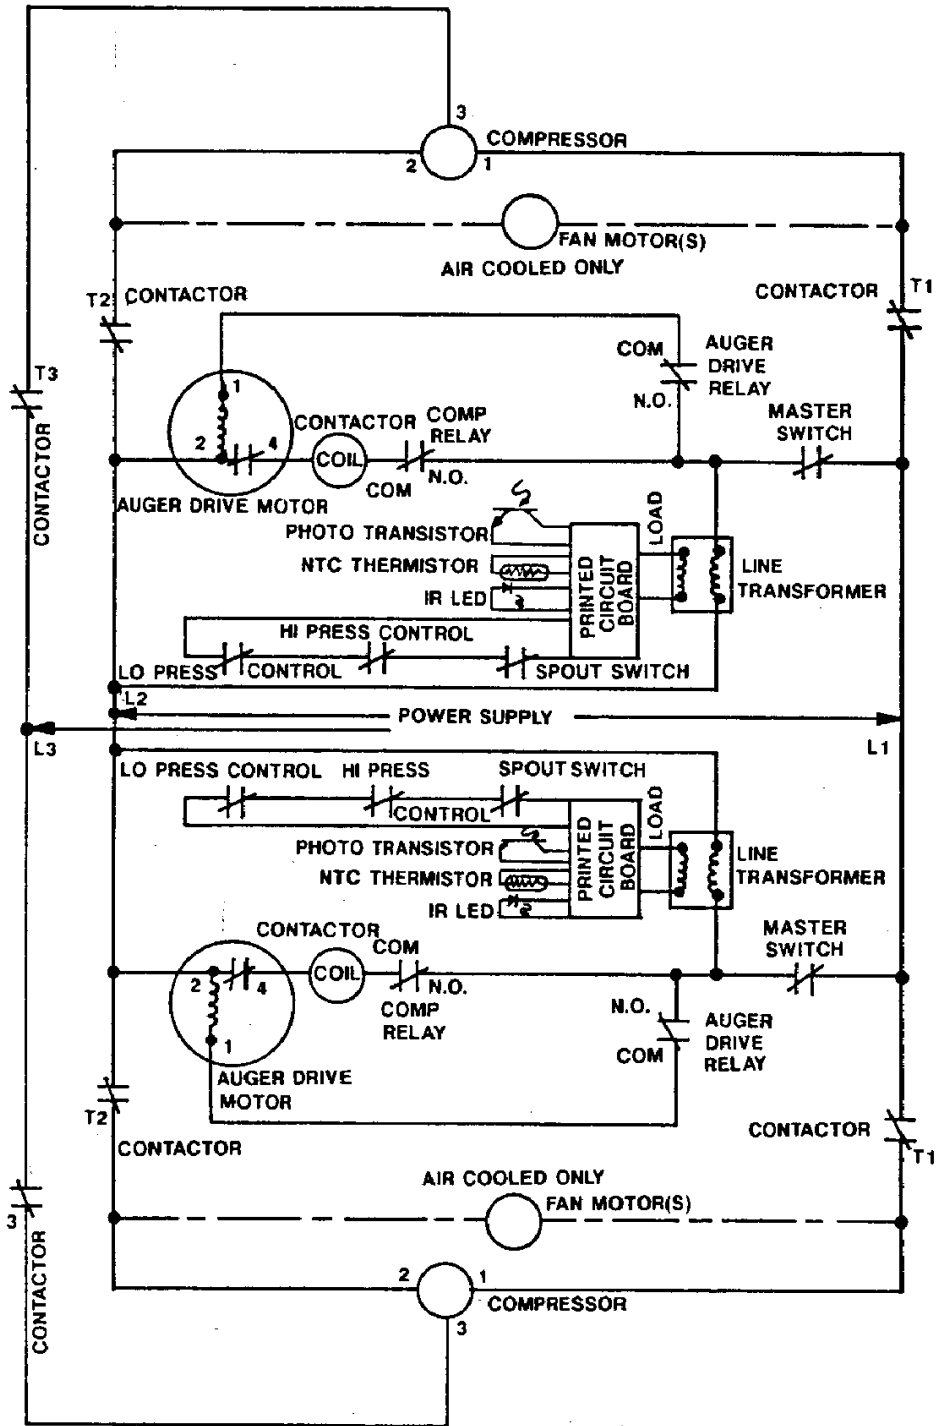 3
COMPRESSOR
2
1
FAN MOTOR(S)
AIR COOLED ONLY
T2 CONTACTOR
CONTACTOR T1
T3
CONTACTOR
COM
N.O.
AUGER
DRIVE
RELAY
1
2
4
CONTACTOR
COIL
COM
COMP
RELAY
N.O.
MASTER
SWITCH
AUGER DRIVE MOTOR
PHOTO TRANSISTOR
NTC THERMISTOR
IR LED
PRINTED
CIRCUIT
BOARD
LOAD
LINE
TRANSFORMER
HI PRESS CONTROL
LO PRESS CONTROL
SPOUT SWITCH
L2
POWER SUPPLY
L3
L1
LO PRESS CONTROL
HI PRESS
CONTROL
SPOUT SWITCH
PHOTO TRANSISTOR
NTC THERMISTOR
IR LED
PRINTED
CIRCUIT
BOARD
LOAD
LINE
TRANSFORMER
CONTACTOR
COIL
COM
N.O.
COMP
RELAY
MASTER
SWITCH
2
4
1
AUGER DRIVE
MOTOR
N.O.
COM
AUGER
DRIVE
RELAY
T2
CONTACTOR
CONTACTOR
T1
3
CONTACTOR
AIR COOLED ONLY
FAN MOTOR(S)
2
1
COMPRESSOR
3